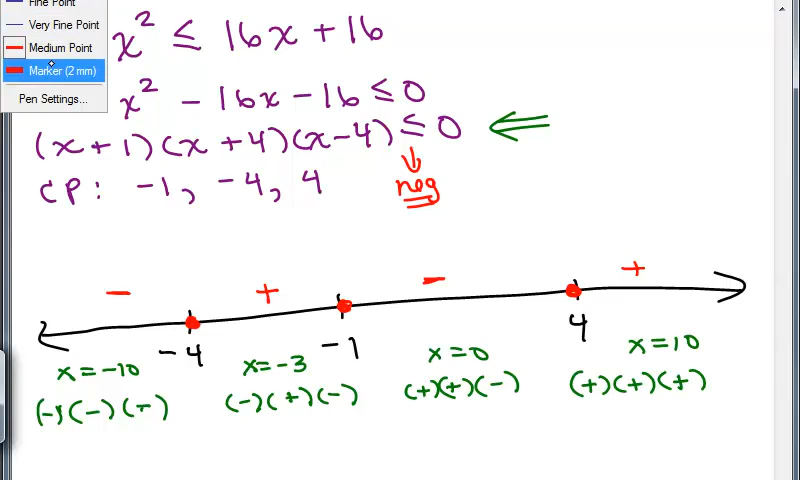 Fine Point
Very Fine Point
Medium Point
Marker (2 mm)
Pen Settings...
x² ≤ 16x + 16
x² - 16x - 16 ≤ 0
(x + 1)(x + 4)(x - 4) ≤ 0
CP: -1, -4, 4
neg
- + - +
-4 -1 4
x = -10 x = -3 x = 0 x = 10
(-)(-)(-) (-)(+)(-) (+)(+)(-) (+)(+)(+)